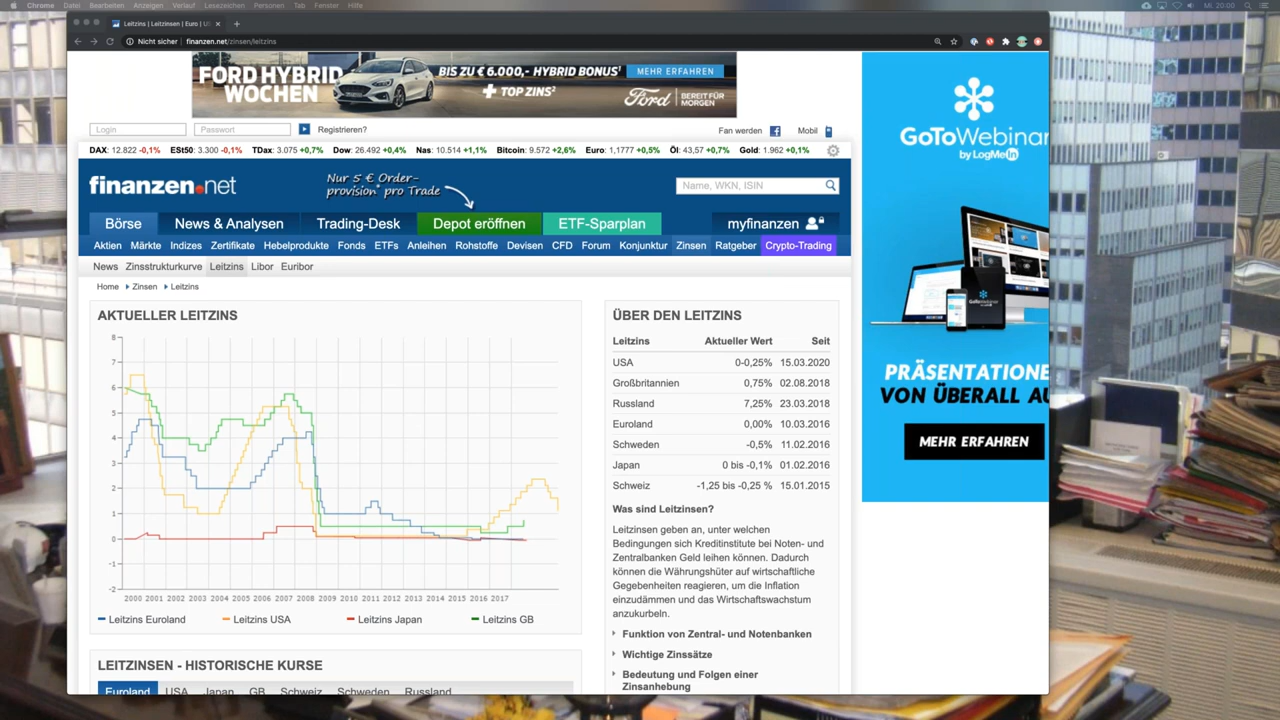 Chrome Datei Bearbeiten Anzeigen Verlauf Lesezeichen Personen Tab Fenster Hilfe
Mi. 20:00
Leitzins | Leitzinsen | Euro | U
Nicht sicher | finanzen.net/zinsen/leitzins
FORD HYBRID WOCHEN
BIS ZU € 6.000,- HYBRID BONUS¹
+ TOP ZINS²
MEHR ERFAHREN
Ford BEREIT FÜR MORGEN
Login Passwort Registrieren? Fan werden Mobil
DAX: 12.822 -0,1% ESt50: 3.300 -0,1% TDax: 3.075 +0,7% Dow: 26.492 +0,4% Nas: 10.514 +1,1% Bitcoin: 9.572 +2,6% Euro: 1,1777 +0,5% Öl: 43,57 +0,7% Gold: 1.962 +0,1%
finanzen.net
Nur 5 € Order-
provision* pro Trade
Name, WKN, ISIN
Börse News & Analysen Trading-Desk Depot eröffnen ETF-Sparplan myfinanzen
Aktien Märkte Indizes Zertifikate Hebelprodukte Fonds ETFs Anleihen Rohstoffe Devisen CFD Forum Konjunktur Zinsen Ratgeber Crypto-Trading
News Zinsstrukturkurve Leitzins Libor Euribor
Home Zinsen Leitzins
AKTUELLER LEITZINS
8
7
6
5
4
3
2
1
0
-1
-2
2000 2001 2002 2003 2004 2005 2006 2007 2008 2009 2010 2011 2012 2013 2014 2015 2016 2017
Leitzins Euroland Leitzins USA Leitzins Japan Leitzins GB
LEITZINSEN - HISTORISCHE KURSE
Euroland USA Japan GB Schweiz Schweden Russland
ÜBER DEN LEITZINS
Leitzins Aktueller Wert Seit
USA 0-0,25% 15.03.2020
Großbritannien 0,75% 02.08.2018
Russland 7,25% 23.03.2018
Euroland 0,00% 10.03.2016
Schweden -0,5% 11.02.2016
Japan 0 bis -0,1% 01.02.2016
Schweiz -1,25 bis -0,25 % 15.01.2015
Was sind Leitzinsen?
Leitzinsen geben an, unter welchen
Bedingungen sich Kreditinstitute bei Noten- und
Zentralbanken Geld leihen können. Dadurch
können die Währungshüter auf wirtschaftliche
Gegebenheiten reagieren, um die Inflation
einzudämmen und das Wirtschaftswachstum
anzukurbeln.
Funktion von Zentral- und Notenbanken
Wichtige Zinssätze
Bedeutung und Folgen einer
Zinsanhebung
GoToWebinar
by LogMeIn
PRÄSENTATIONE
VON ÜBERALL AU
MEHR ERFAHREN